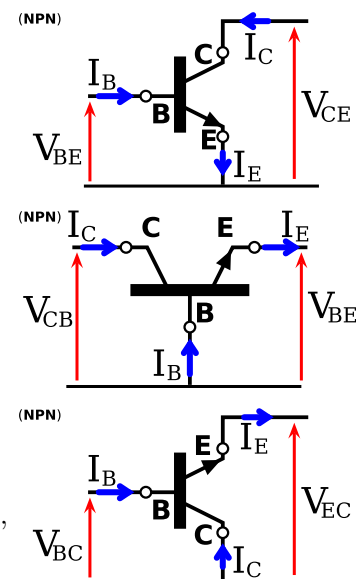 (NPN)
C
I_C
I_B
B
V_CE
V_BE
E
I_E
(NPN)
I_C
C
E
I_E
V_CB
B
V_BE
I_B
(NPN)
I_E
E
I_B
B
V_EC
,
V_BC
C
I_C